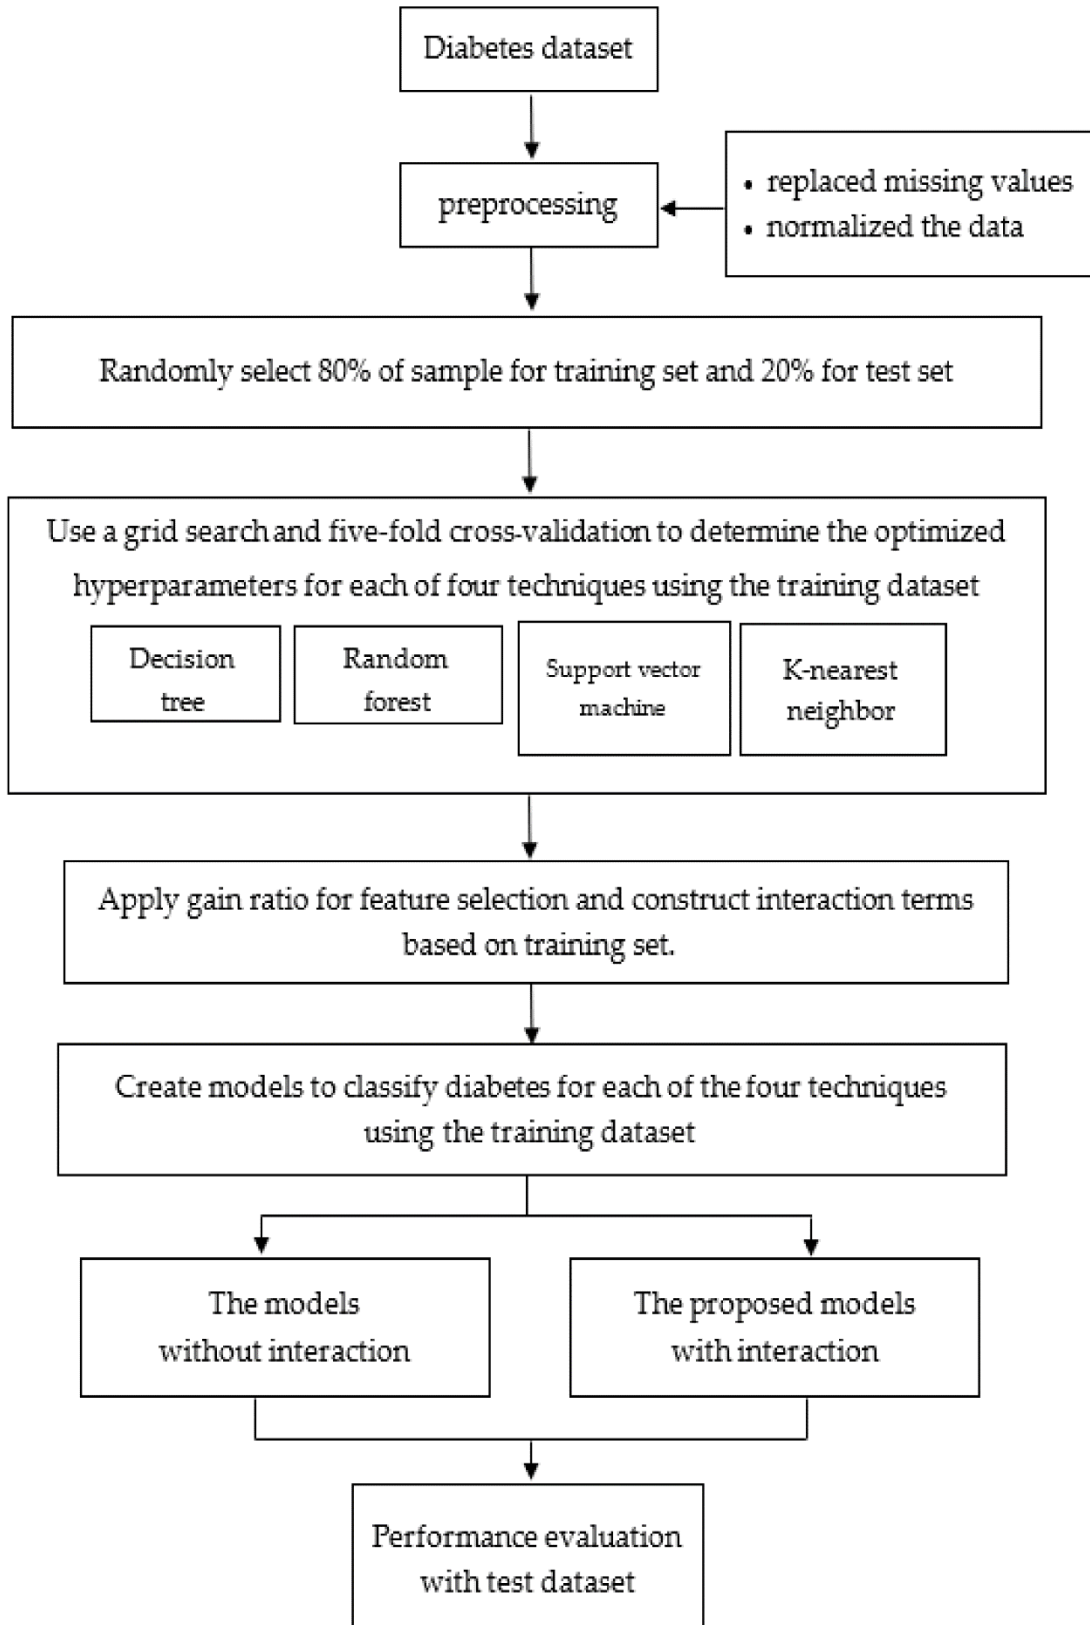 Diabetes dataset
preprocessing
• replaced missing values
• normalized the data
Randomly select 80% of sample for training set and 20% for test set
Use a grid search and five-fold cross-validation to determine the optimized
hyperparameters for each of four techniques using the training dataset
Decision
tree
Random
forest
Support vector
machine
K-nearest
neighbor
Apply gain ratio for feature selection and construct interaction terms
based on training set.
Create models to classify diabetes for each of the four techniques
using the training dataset
The models
without interaction
The proposed models
with interaction
Performance evaluation
with test dataset